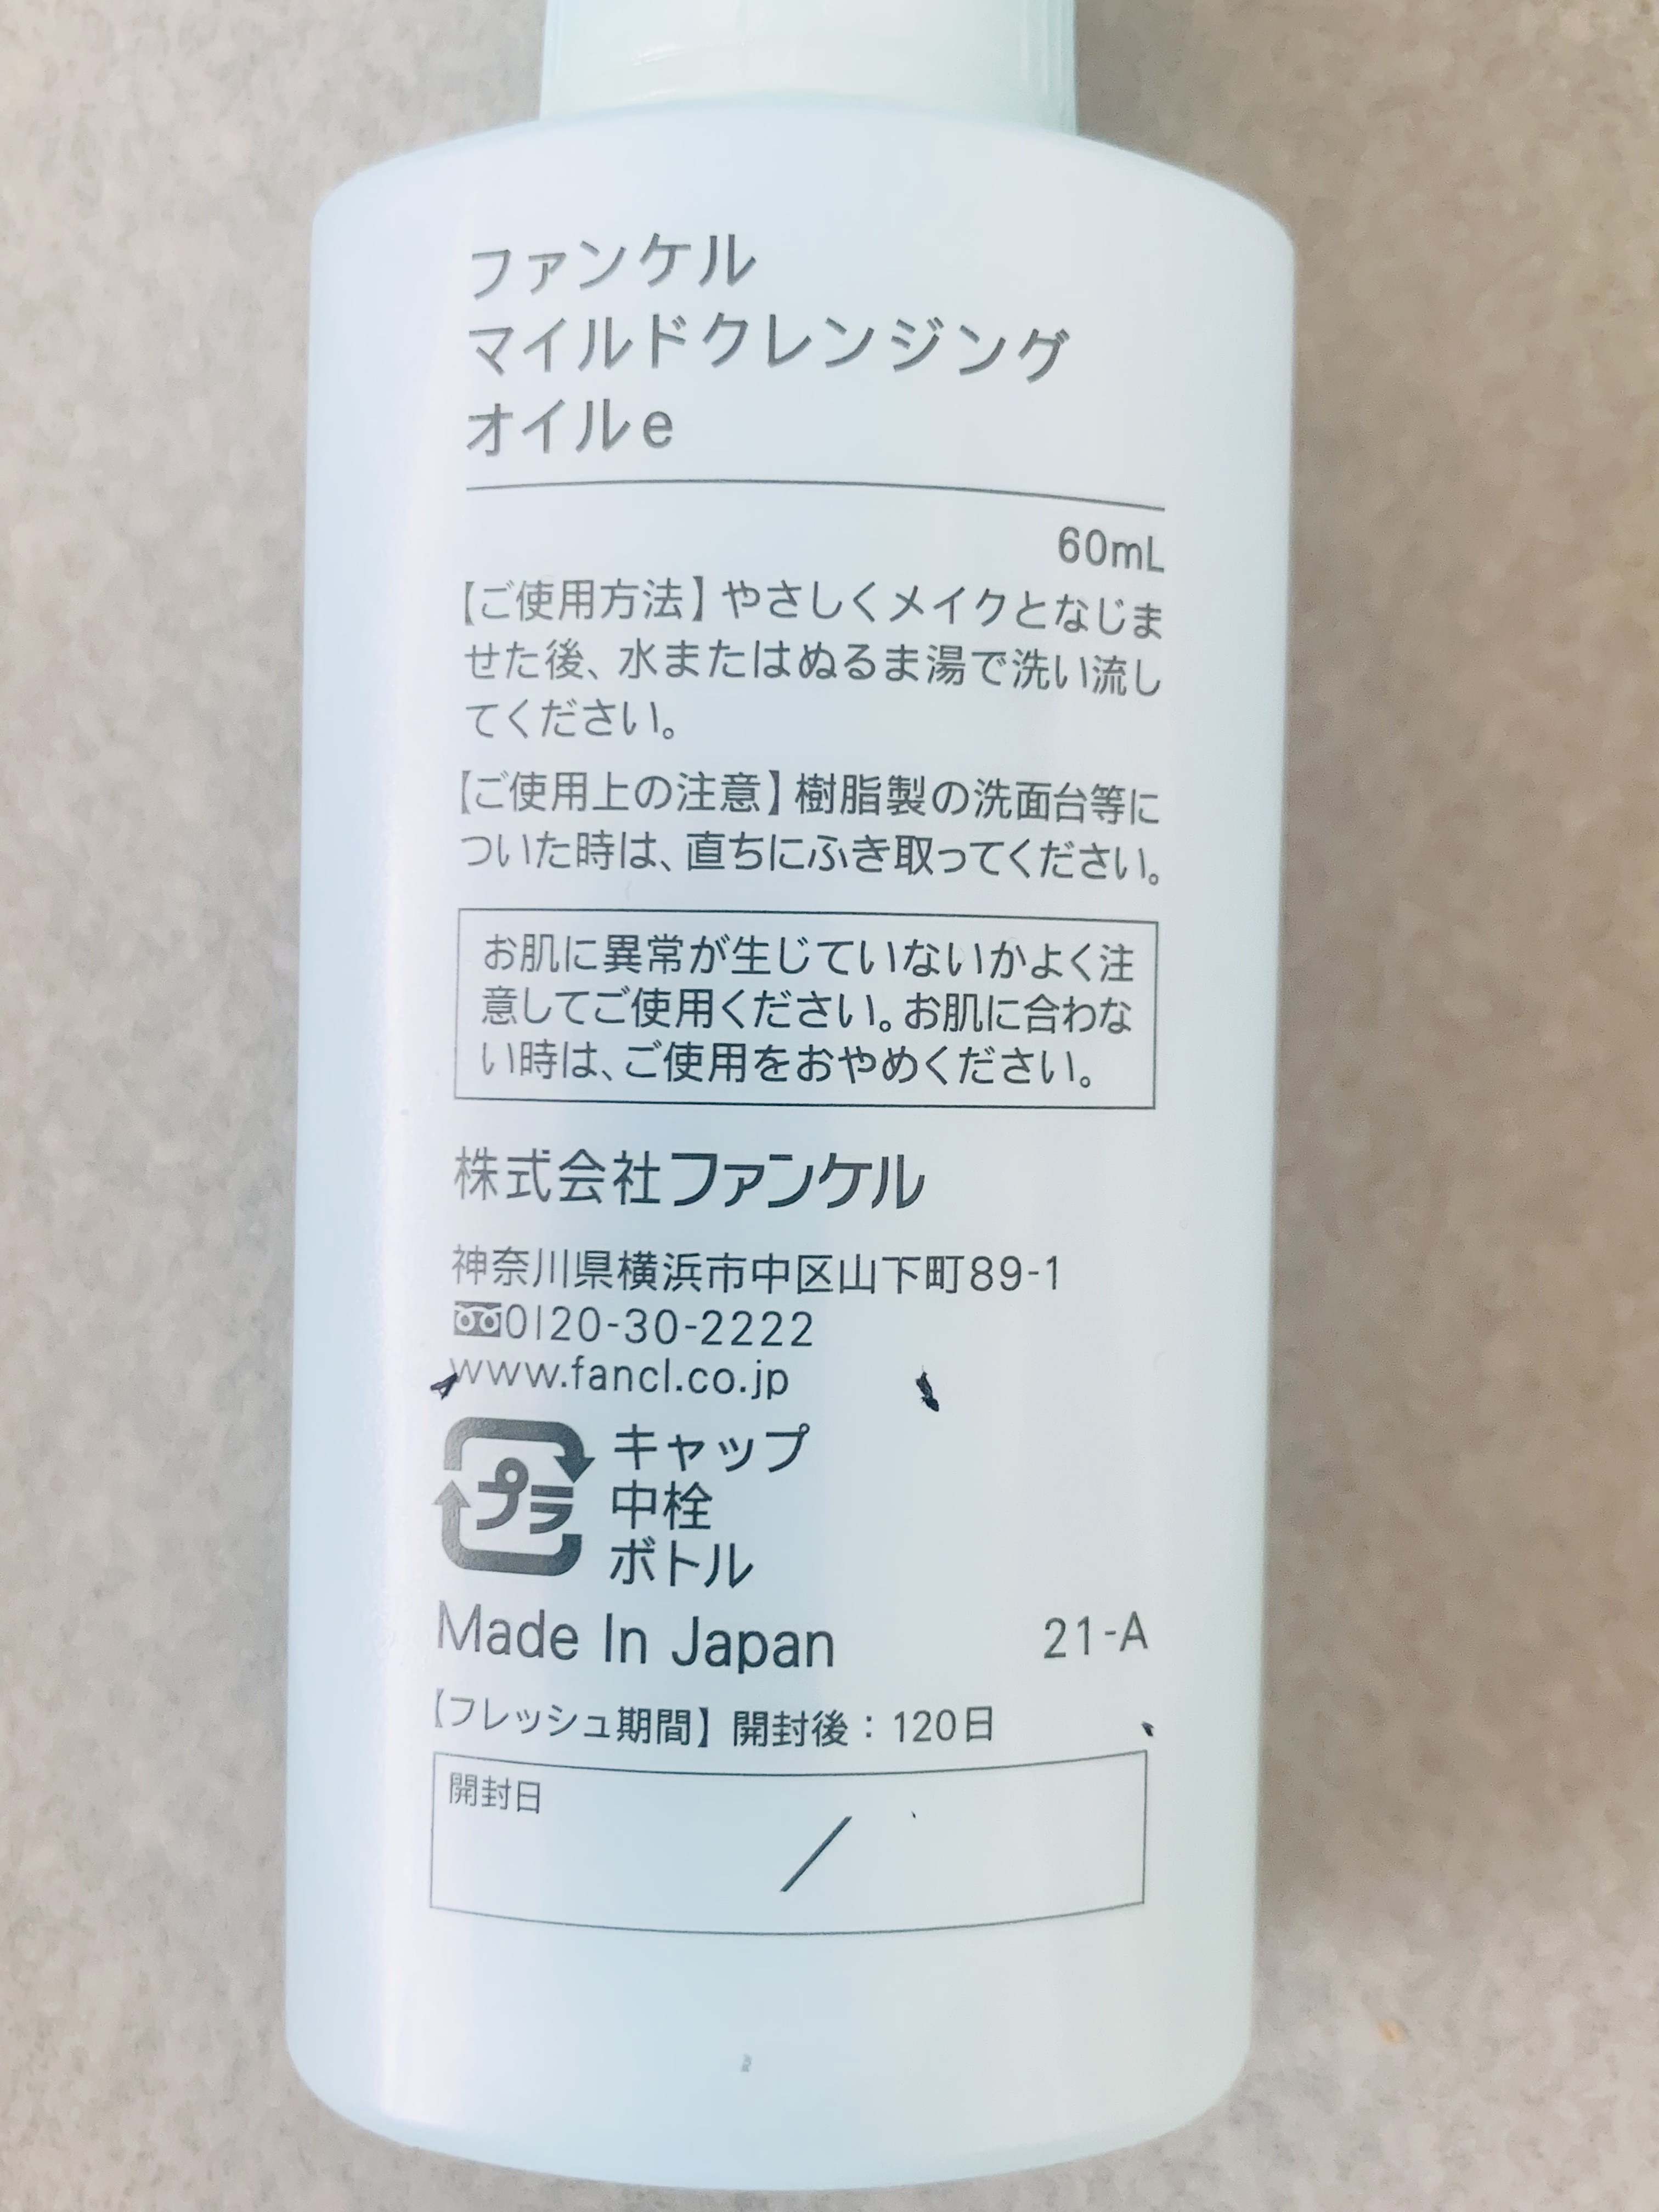 ファンケル
マイルドクレンジング
オイルe
60mL
【ご使用方法】やさしくメイクとなじま
せた後、水またはぬるま湯で洗い流し
てください。
【ご使用上の注意】樹脂製の洗面台等に
ついた時は、直ちにふき取ってください。
お肌に異常が生じていないかよく注
意してご使用ください。お肌に合わな
い時は、ご使用をおやめください。
株式会社ファンケル
神奈川県横浜市中区山下町89-1
0120-30-2222
www.fancl.co.jp
プラ
キャップ
中栓
ボトル
Made In Japan 21-A
【フレッシュ期間】開封後：120日
開封日
/